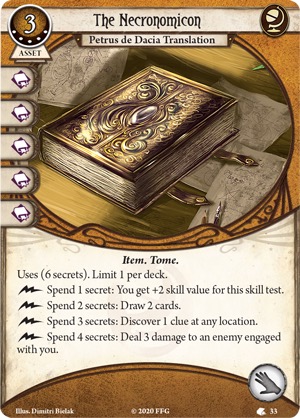 3
The Necronomicon
Petrus de Dacia Translation
ASSET
Item. Tome.
Uses (6 secrets). Limit 1 per deck.
Spend 1 secret: You get +2 skill value for this skill test.
Spend 2 secrets: Draw 2 cards.
Spend 3 secrets: Discover 1 clue at any location.
Spend 4 secrets: Deal 3 damage to an enemy engaged
with you.
Illus. Dimitri Bielak
© 2020 FFG
33